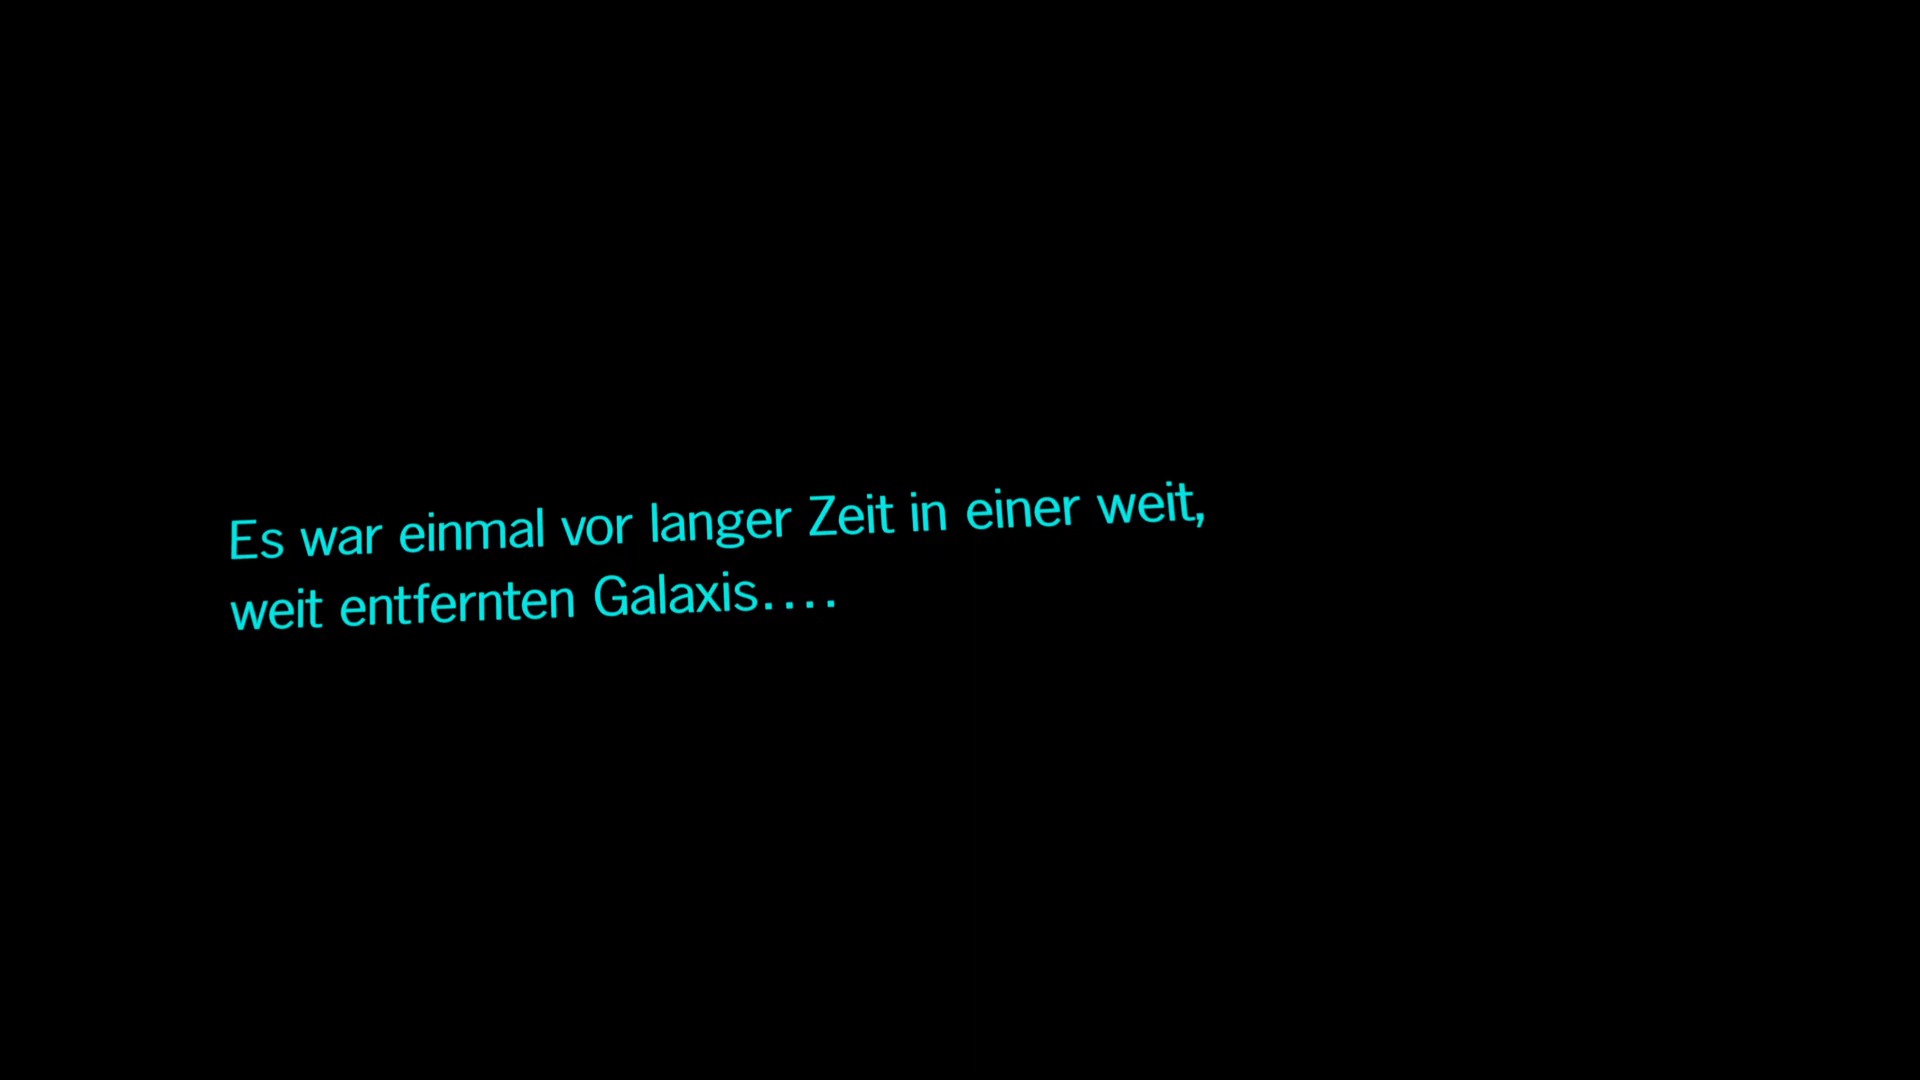 Es war einmal vor langer Zeit in einer weit,
weit entfernten Galaxis....